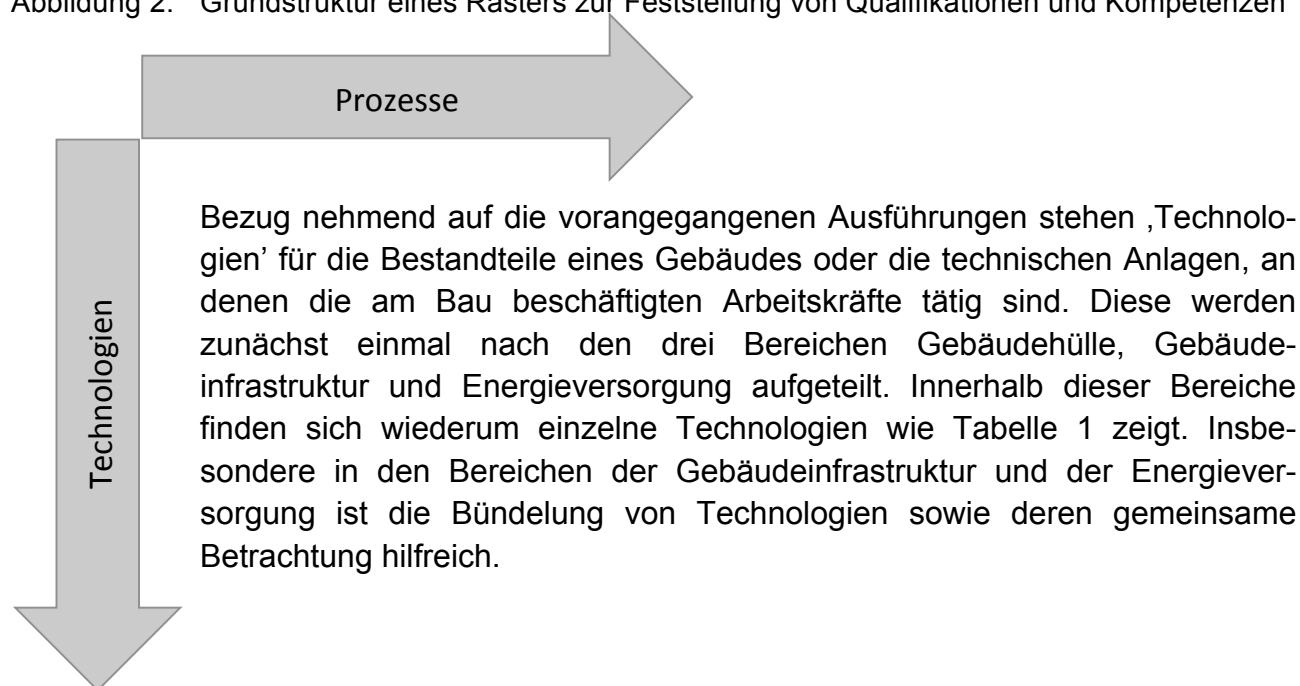 Abbildung 2: Grundstruktur eines Rasters zur Feststellung von Qualifikationen und Kompetenzen
Prozesse
Technologien
Bezug nehmend auf die vorangegangenen Ausführungen stehen ‚Technolo-
gien’ für die Bestandteile eines Gebäudes oder die technischen Anlagen, an
denen die am Bau beschäftigten Arbeitskräfte tätig sind. Diese werden
zunächst einmal nach den drei Bereichen Gebäudehülle, Gebäude-
infrastruktur und Energieversorgung aufgeteilt. Innerhalb dieser Bereiche
finden sich wiederum einzelne Technologien wie Tabelle 1 zeigt. Insbe-
sondere in den Bereichen der Gebäudeinfrastruktur und der Energiever-
sorgung ist die Bündelung von Technologien sowie deren gemeinsame
Betrachtung hilfreich.